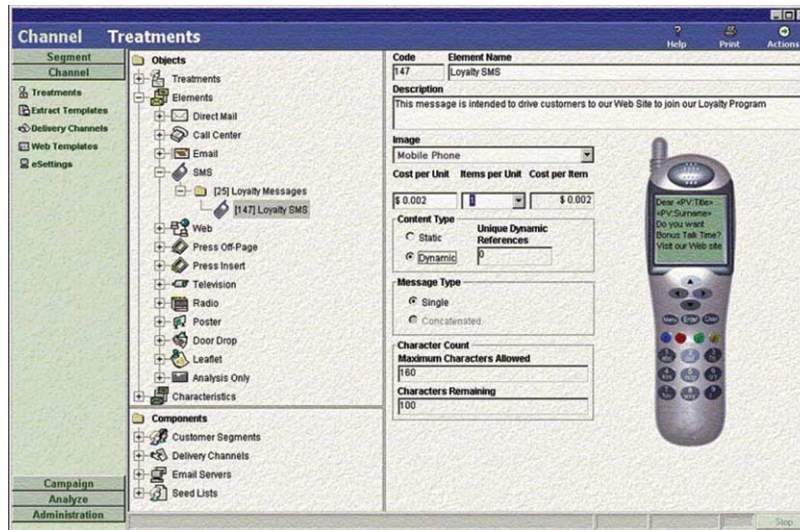 Channel Treatments
Help Print Actions
Segment
Channel
Treatments
Extract Templates
Delivery Channels
Web Templates
eSettings
Campaign
Analyze
Administration
Objects
Treatments
Elements
Direct Mail
Call Center
Email
SMS
[25] Loyalty Messages
[147] Loyalty SMS
Web
Press Off-Page
Press Insert
Television
Radio
Poster
Door Drop
Leaflet
Analysis Only
Characteristics
Components
Customer Segments
Delivery Channels
Email Servers
Seed Lists
Code Element Name
147 Loyalty SMS
Description
This message is intended to drive customers to our Web Site to join our Loyalty Program
Image
Mobile Phone
Cost per Unit Items per Unit Cost per Item
$ 0.002 1 $ 0.002
Content Type
Static
Dynamic
Unique Dynamic
References
0
Message Type
Single
Concatenated
Character Count
Maximum Characters Allowed
160
Characters Remaining
100
Dear <PV:Title>
<PV:Surname>
Do you want
Bonus Talk Time?
Visit our Web site
Menu Enter Clear
Stop